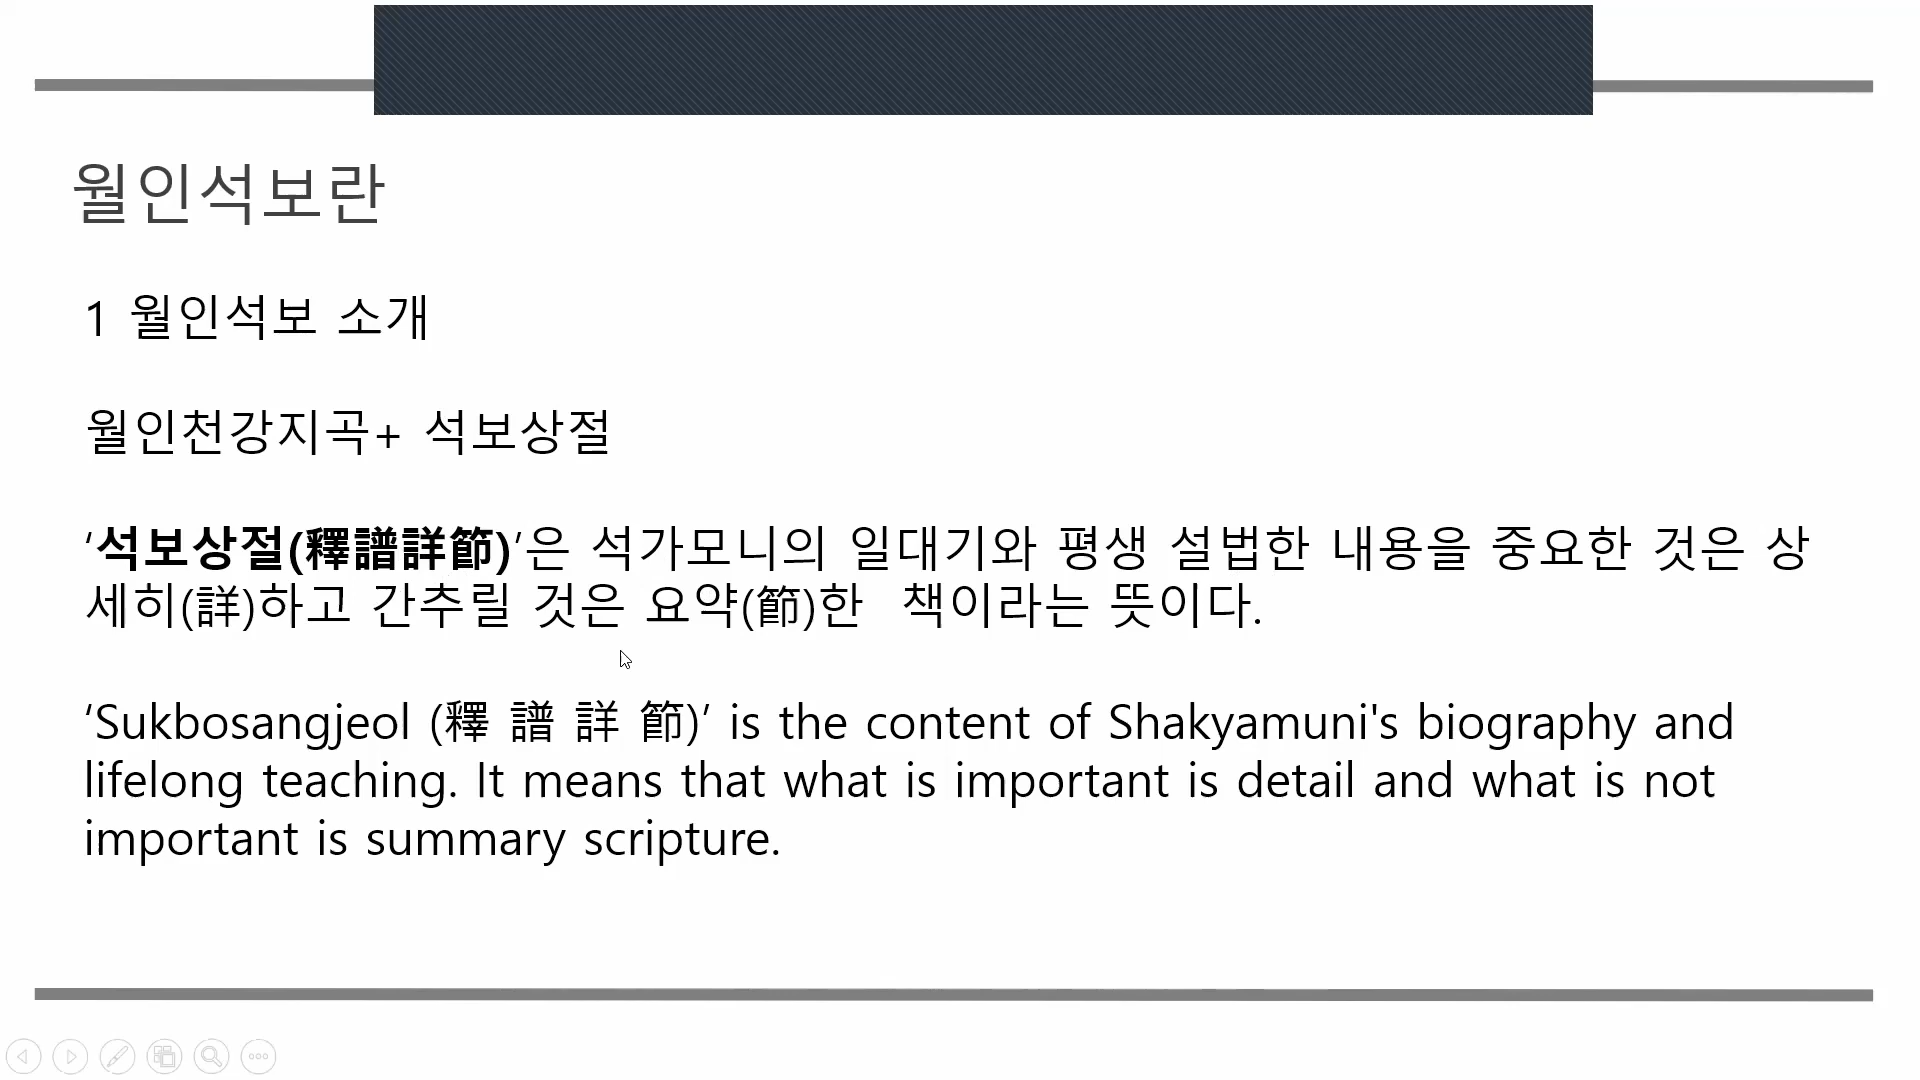 월인석보란
1 월인석보 소개
월인천강지곡+ 석보상절
‘석보상절(釋譜詳節)’은 석가모니의 일대기와 평생 설법한 내용을 중요한 것은 상
세히(詳)하고 간추릴 것은 요약(節)한 책이라는 뜻이다.
‘Sukbosangjeol (釋 譜 詳 節)’ is the content of Shakyamuni's biography and
lifelong teaching. It means that what is important is detail and what is not
important is summary scripture.